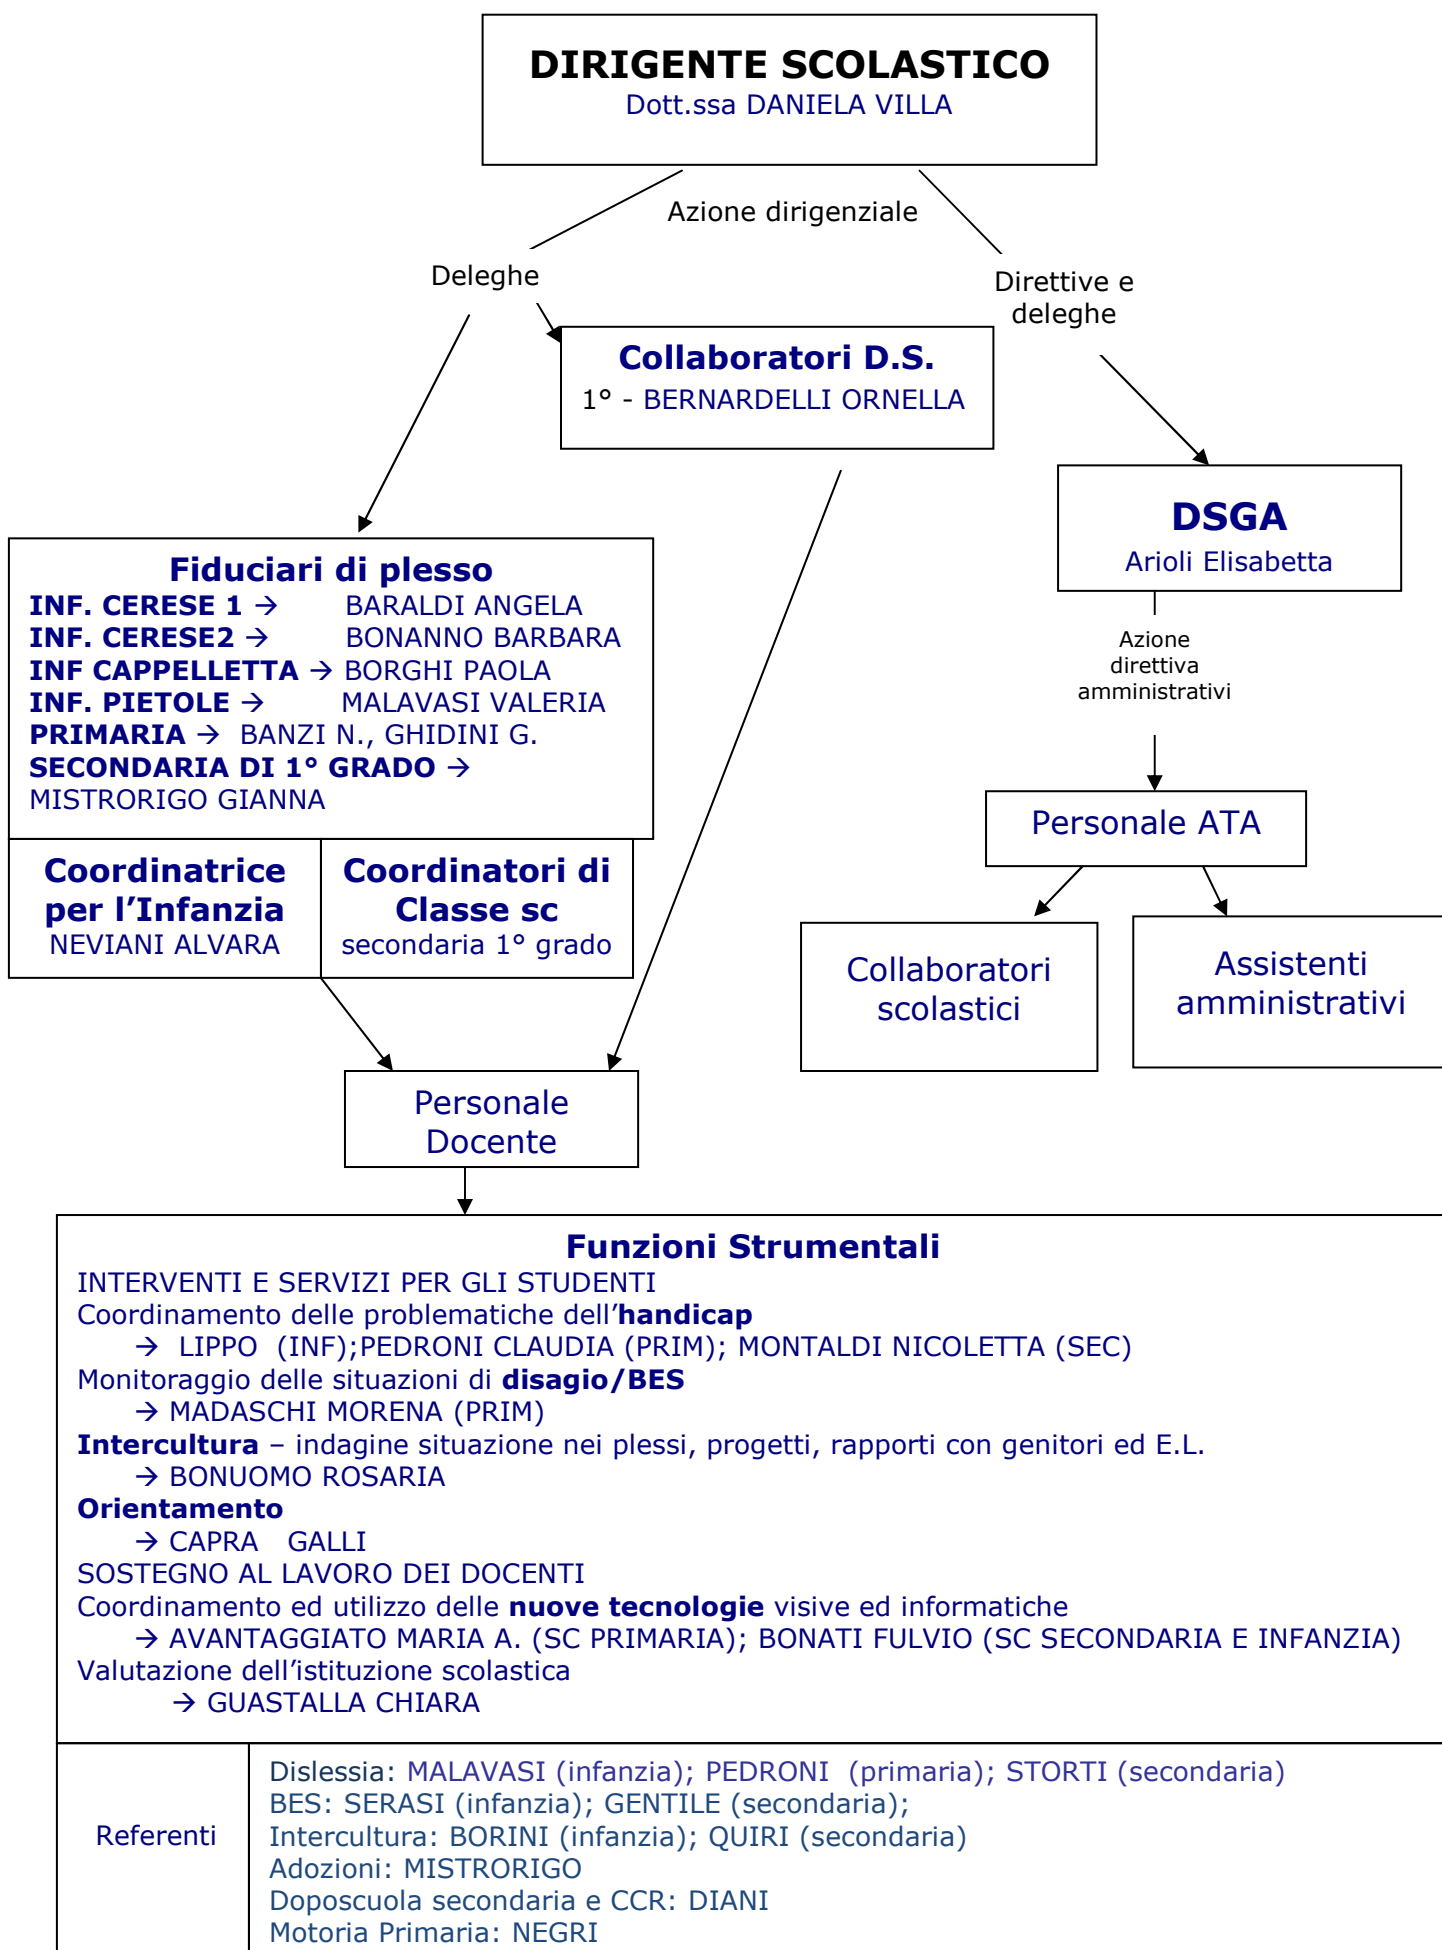 DIRIGENTE SCOLASTICO
Dott.ssa DANIELA VILLA
Azione dirigenziale
Deleghe
Direttive e
deleghe
Collaboratori D.S.
1° - BERNARDELLI ORNELLA
DSGA
Arioli Elisabetta
Fiduciari di plesso
INF. CERESE 1 → BARALDI ANGELA
INF. CERESE2 → BONANNO BARBARA
INF CAPPELLETTA → BORGHI PAOLA
INF. PIETOLE → MALAVASI VALERIA
PRIMARIA → BANZI N., GHIDINI G.
SECONDARIA DI 1° GRADO →
MISTRORIGO GIANNA
Azione
direttiva
amministrativi
Personale ATA
Coordinatrice
per l’Infanzia
NEVIANI ALVARA
Coordinatori di
Classe sc
secondaria 1° grado
Collaboratori
scolastici
Assistenti
amministrativi
Personale
Docente
Funzioni Strumentali
INTERVENTI E SERVIZI PER GLI STUDENTI
Coordinamento delle problematiche dell’handicap
→ LIPPO (INF);PEDRONI CLAUDIA (PRIM); MONTALDI NICOLETTA (SEC)
Monitoraggio delle situazioni di disagio/BES
→ MADASCHI MORENA (PRIM)
Intercultura – indagine situazione nei plessi, progetti, rapporti con genitori ed E.L.
→ BONUOMO ROSARIA
Orientamento
→ CAPRA GALLI
SOSTEGNO AL LAVORO DEI DOCENTI
Coordinamento ed utilizzo delle nuove tecnologie visive ed informatiche
→ AVANTAGGIATO MARIA A. (SC PRIMARIA); BONATI FULVIO (SC SECONDARIA E INFANZIA)
Valutazione dell’istituzione scolastica
→ GUASTALLA CHIARA
Referenti
Dislessia: MALAVASI (infanzia); PEDRONI (primaria); STORTI (secondaria)
BES: SERASI (infanzia); GENTILE (secondaria);
Intercultura: BORINI (infanzia); QUIRI (secondaria)
Adozioni: MISTRORIGO
Doposcuola secondaria e CCR: DIANI
Motoria Primaria: NEGRI